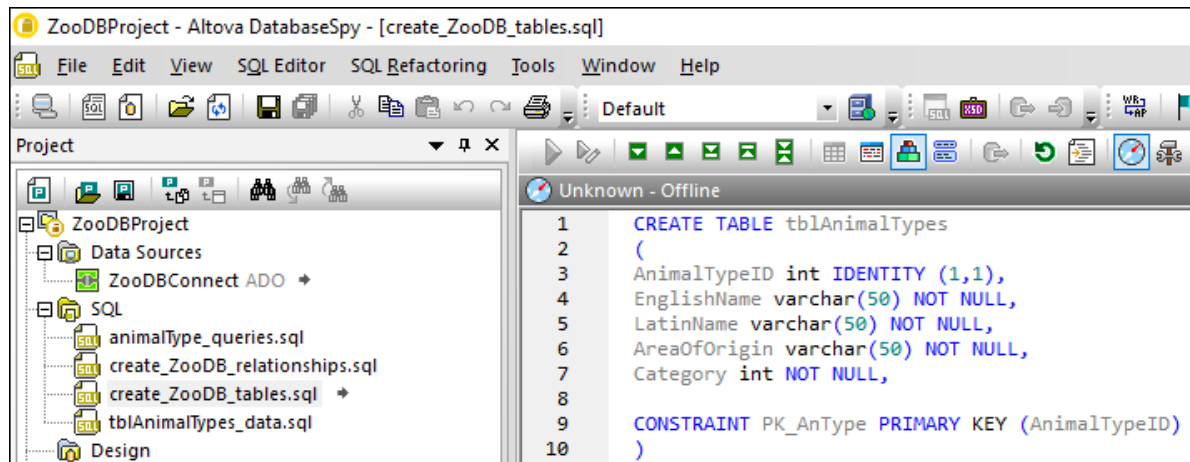 ZooDBProject - Altova DatabaseSpy - [create_ZooDB_tables.sql]
File Edit View SQL Editor SQL Refactoring Tools Window Help
Default
Project
Unknown - Offline
ZooDBProject
Data Sources
ZooDBConnect ADO
SQL
animalType_queries.sql
create_ZooDB_relationships.sql
create_ZooDB_tables.sql
tblAnimalTypes_data.sql
Design
1 CREATE TABLE tblAnimalTypes
2 (
3 AnimalTypeID int IDENTITY (1,1),
4 EnglishName varchar(50) NOT NULL,
5 LatinName varchar(50) NOT NULL,
6 AreaOfOrigin varchar(50) NOT NULL,
7 Category int NOT NULL,
8
9 CONSTRAINT PK_AnType PRIMARY KEY (AnimalTypeID)
10 )